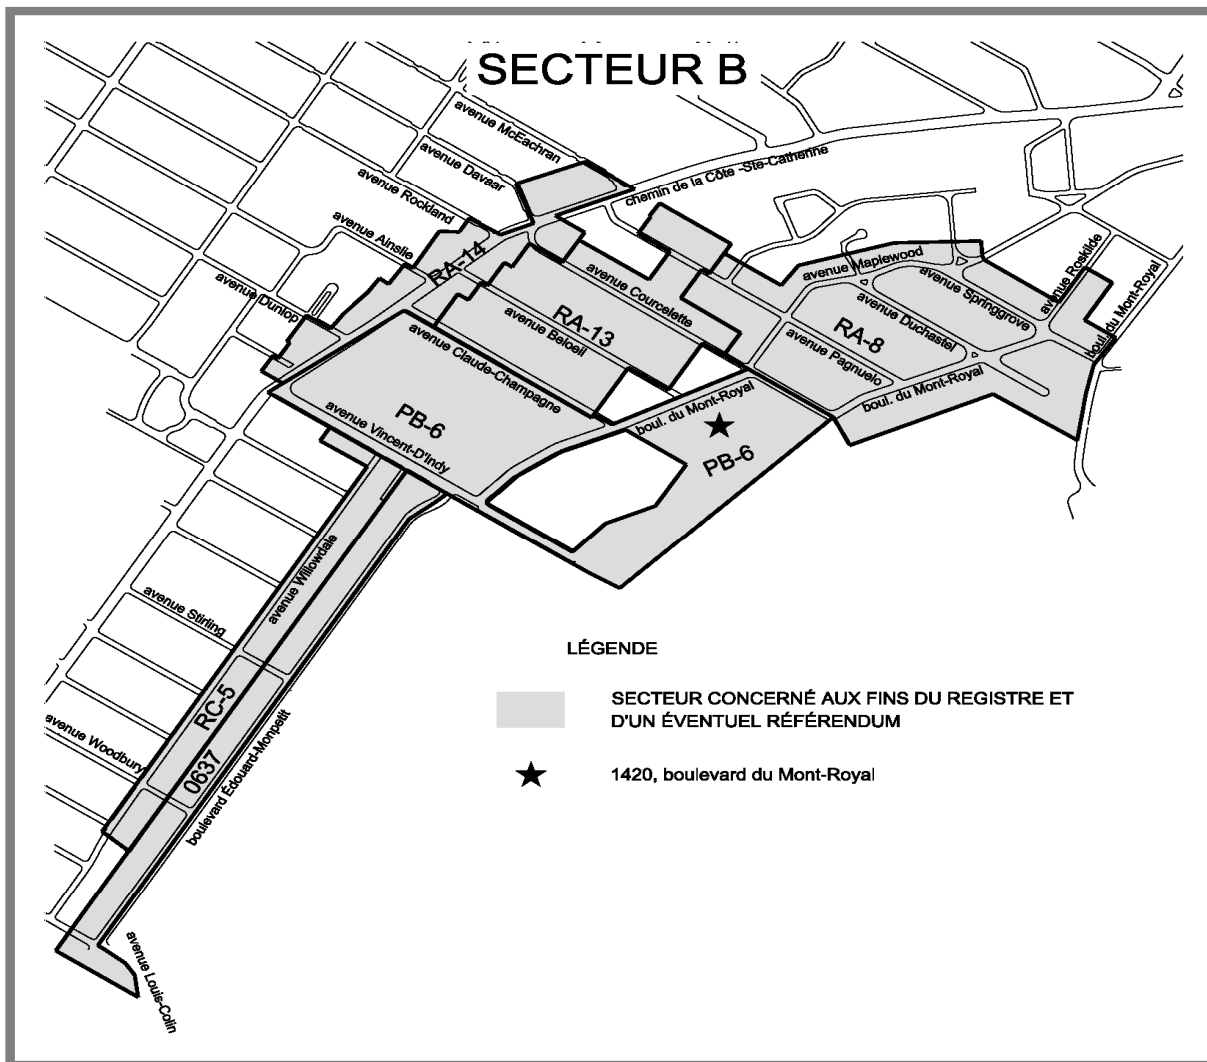 SECTEUR B
avenue McEachran
avenue Davaar
avenue Rockland
chemin de la Côte -Ste-Catherine
avenue Ainslie
RA-14
avenue Dunlop
avenue Courcelette
avenue Maplewood
avenue Roskilde
boul. du Mont-Royal
avenue Springgrove
RA-13
avenue Beloeil
RA-8
avenue Duchastel
avenue Pagnuelo
avenue Claude-Champagne
boul. du Mont-Royal
boul. du Mont-Royal
PB-6
avenue Vincent-D'Indy
PB-6
avenue Willowdale
avenue Stirling
RC-5
avenue Woodbury
0637
boulevard Édouard-Monpetit
avenue Louis-Colin
LÉGENDE
SECTEUR CONCERNÉ AUX FINS DU REGISTRE ET
D'UN ÉVENTUEL RÉFÉRENDUM
1420, boulevard du Mont-Royal